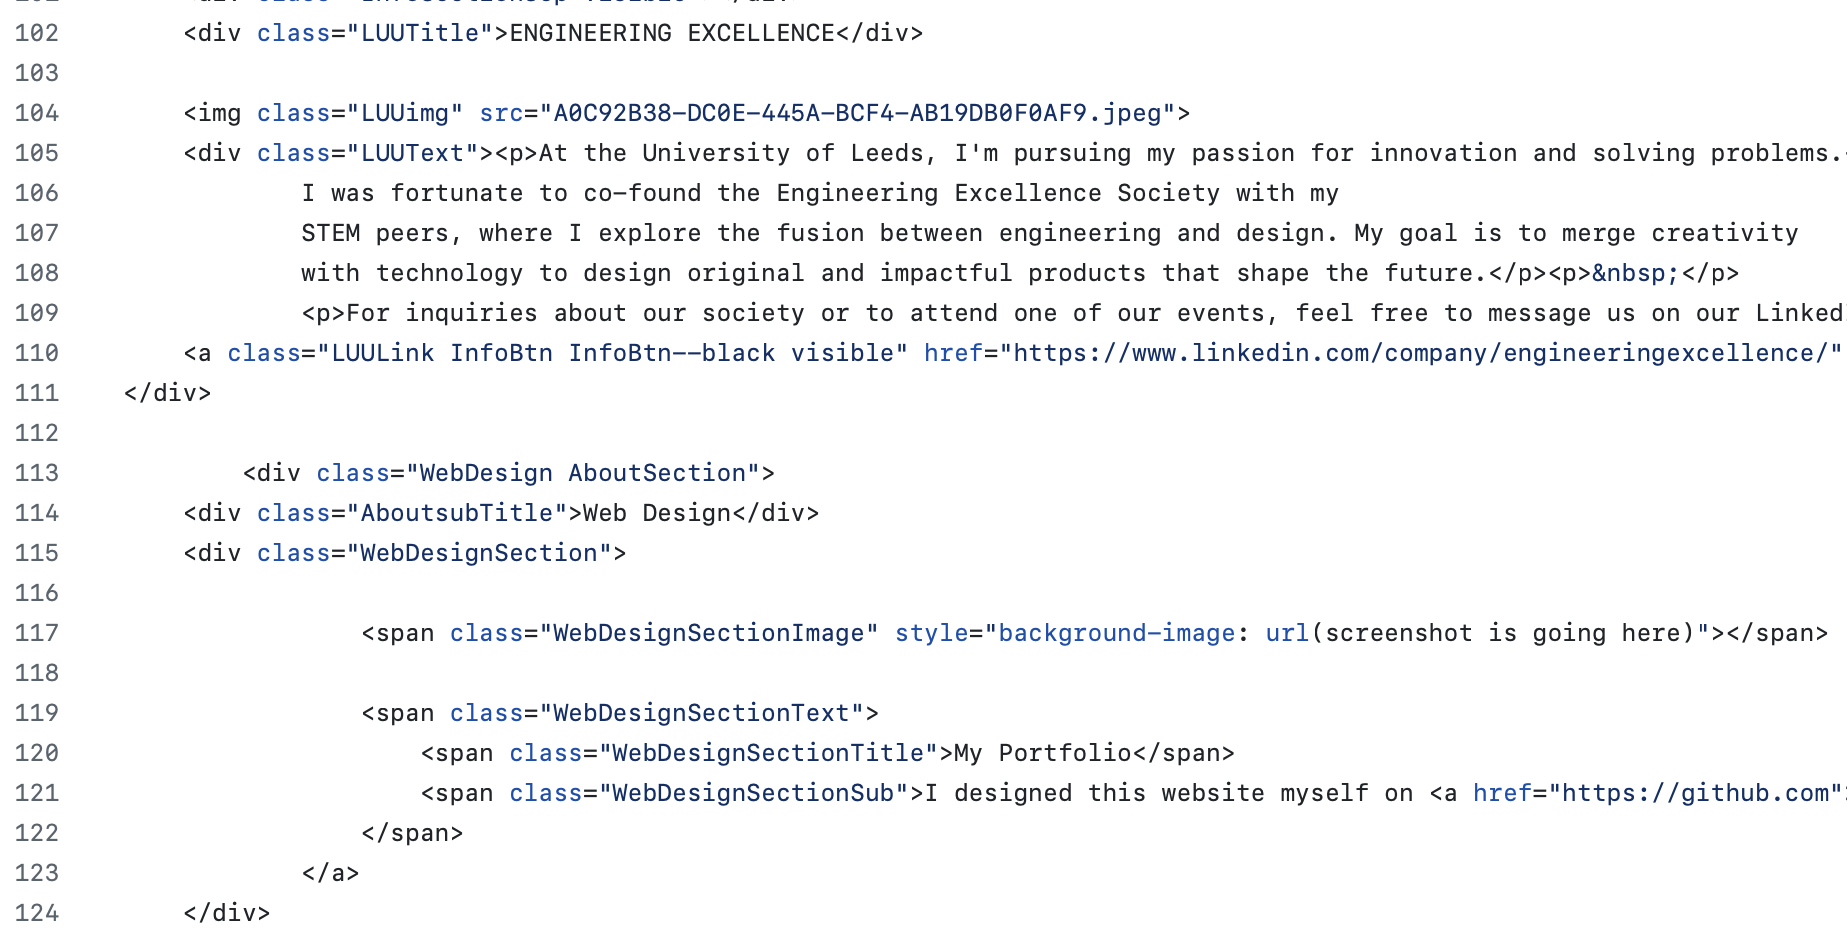 102 <div class="LUUTitle">ENGINEERING EXCELLENCE</div>
103
104 <img class="LUUimg" src="A0C92B38-DC0E-445A-BCF4-AB19DB0F0AF9.jpeg">
105 <div class="LUUText"><p>At the University of Leeds, I'm pursuing my passion for innovation and solving problems.
106 I was fortunate to co-found the Engineering Excellence Society with my
107 STEM peers, where I explore the fusion between engineering and design. My goal is to merge creativity
108 with technology to design original and impactful products that shape the future.</p><p>&nbsp;</p>
109 <p>For inquiries about our society or to attend one of our events, feel free to message us on our Linked
110 <a class="LUULink InfoBtn InfoBtn--black visible" href="https://www.linkedin.com/company/engineeringexcellence/"
111 </div>
112
113 <div class="WebDesign AboutSection">
114 <div class="AboutsubTitle">Web Design</div>
115 <div class="WebDesignSection">
116
117 <span class="WebDesignSectionImage" style="background-image: url(screenshot is going here)"></span>
118
119 <span class="WebDesignSectionText">
120 <span class="WebDesignSectionTitle">My Portfolio</span>
121 <span class="WebDesignSectionSub">I designed this website myself on <a href="https://github.com"
122 </span>
123 </a>
124 </div>